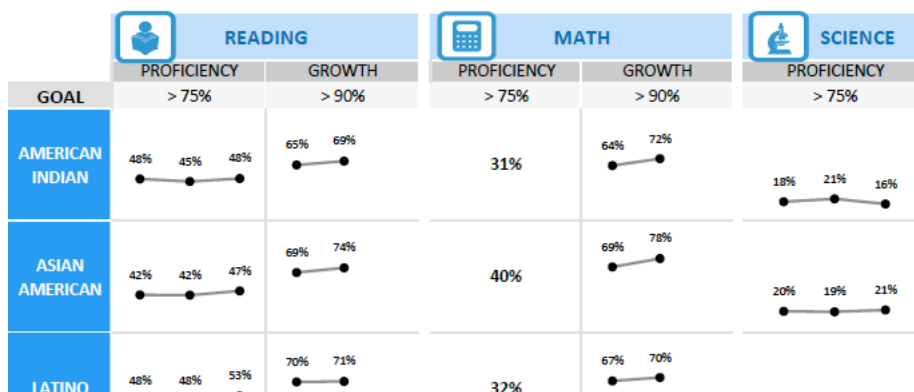 READING MATH SCIENCE
PROFICIENCY GROWTH PROFICIENCY GROWTH PROFICIENCY
GOAL > 75% > 90% > 75% > 90% > 75%
AMERICAN INDIAN 48% 45% 48% 65% 69% 31% 64% 72% 18% 21% 16%
ASIAN AMERICAN 42% 42% 47% 69% 74% 40% 69% 78% 20% 19% 21%
LATINO 48% 48% 53% 70% 71% 32% 67% 70%